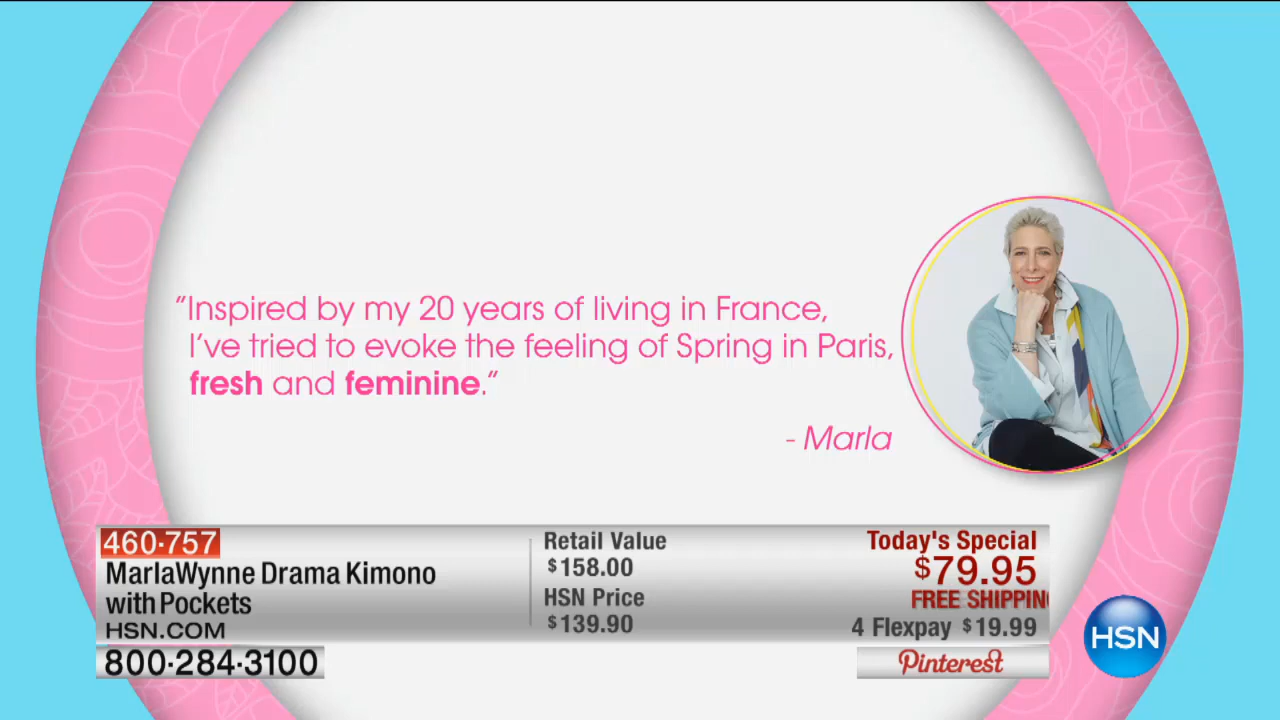 "Inspired by my 20 years of living in France,
I've tried to evoke the feeling of Spring in Paris,
fresh and feminine."
- Marla
460·757
MarlaWynne Drama Kimono
with Pockets
HSN.COM
800·284·3100
Retail Value
$158.00
HSN Price
$139.90
Today's Special
$79.95
FREE SHIPPIN
4 Flexpay $19.99
Pinterest
HSN